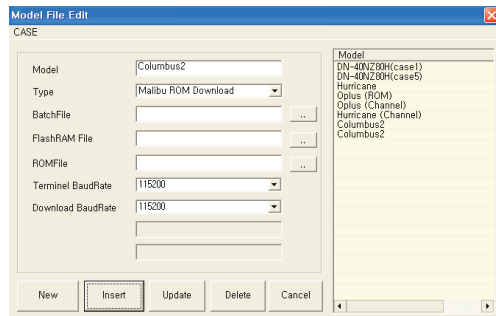 Model File Edit
CASE
Model
Columbus2
Type
Malibu ROM Download
BatchFile
..
FlashRAM File
..
ROMFile
..
Terminel BaudRate
115200
Download BaudRate
115200
New
Insert
Update
Delete
Cancel
Model
DN-40NZ80H(case1)
DN-40NZ80H(case5)
Hurricane
Oplus (ROM)
Oplus (Channel)
Hurricane (Channel)
Columbus2
Columbus2